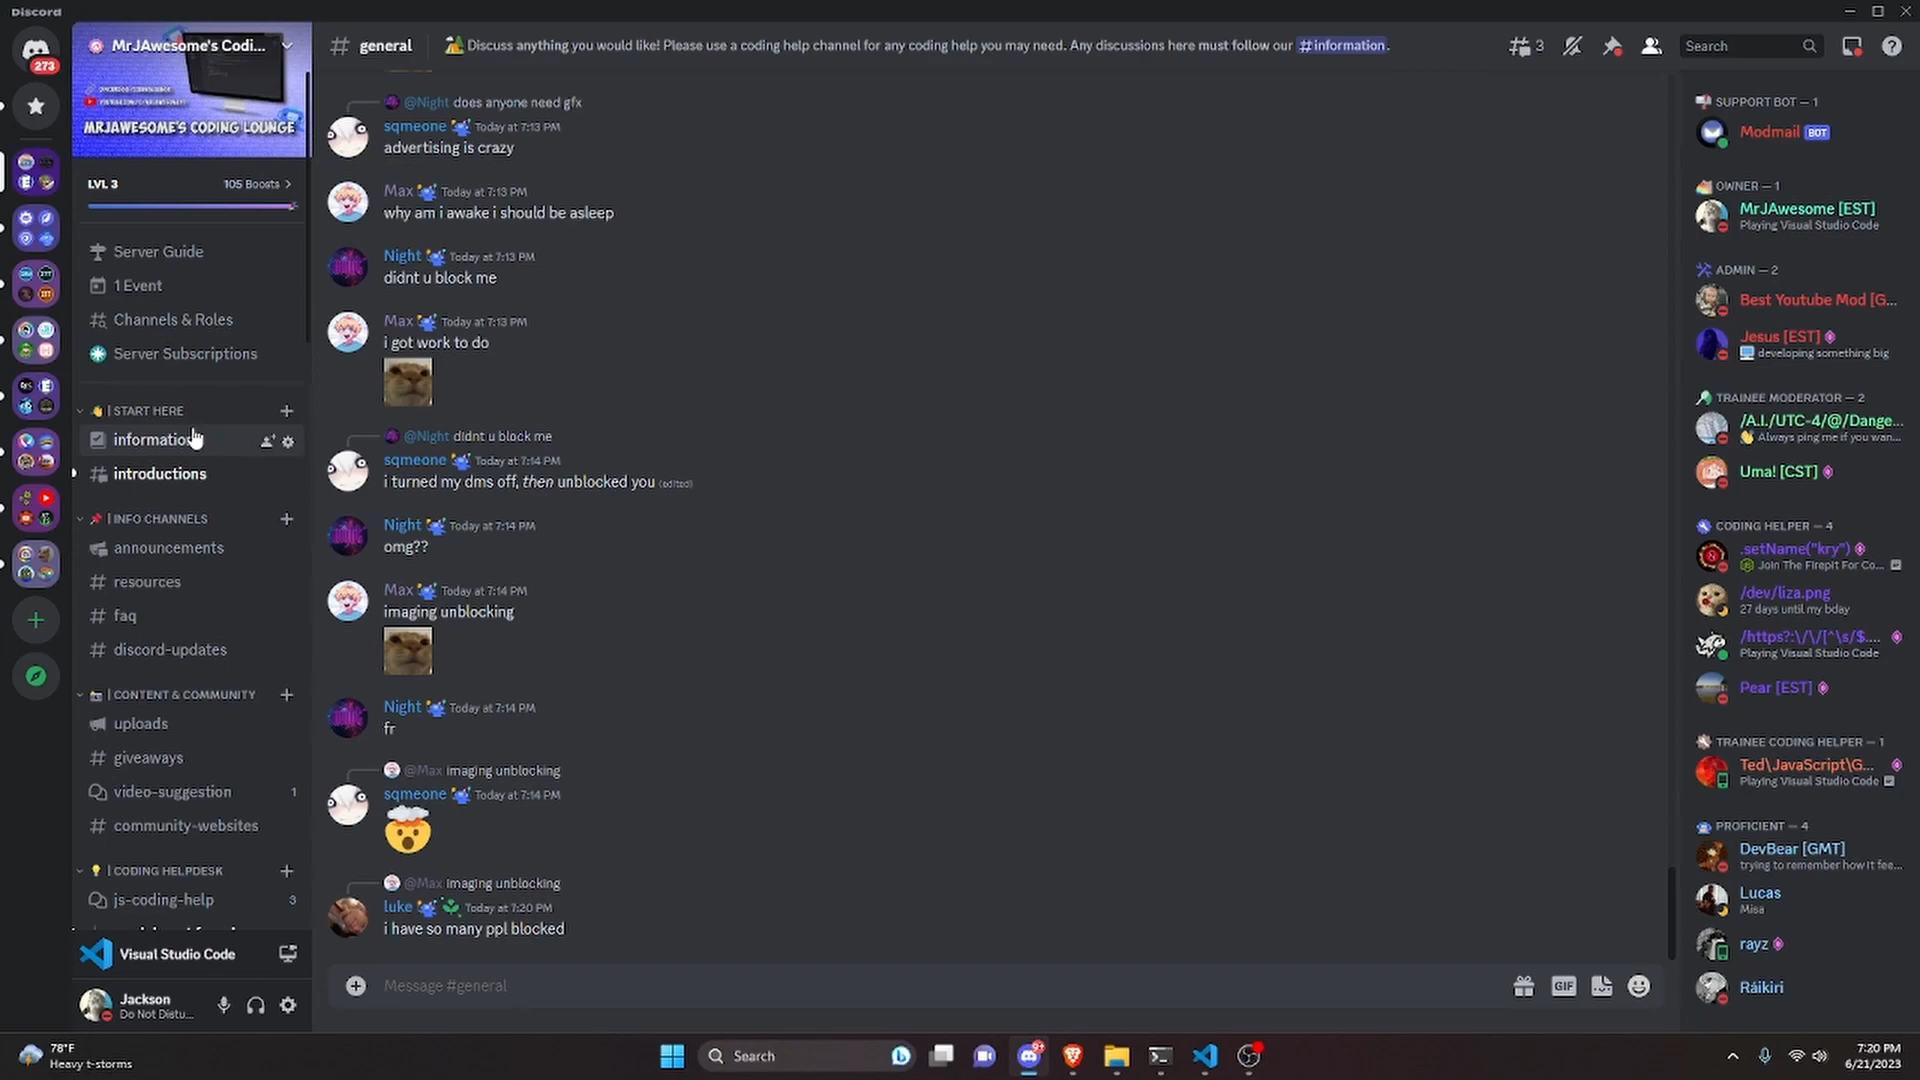 Discord
273
MrJAwesome's Codi...
MRJAWESOME'S CODING LOUNGE
LVL 3
105 Boosts >
Server Guide
1 Event
Channels & Roles
Server Subscriptions
| START HERE
information
introductions
| INFO CHANNELS
announcements
resources
faq
discord-updates
| CONTENT & COMMUNITY
uploads
giveaways
video-suggestion
1
community-websites
| CODING HELPDESK
js-coding-help
3
Visual Studio Code
Jackson
Do Not Distu...
# general
Discuss anything you would like! Please use a coding help channel for any coding help you may need. Any discussions here must follow our #information.
3
Search
@Night does anyone need gfx
sqmeone Today at 7:13 PM
advertising is crazy
Max Today at 7:13 PM
why am i awake i should be asleep
Night Today at 7:13 PM
didnt u block me
Max Today at 7:13 PM
i got work to do
@Night didnt u block me
sqmeone Today at 7:14 PM
i turned my dms off, then unblocked you (edited)
Night Today at 7:14 PM
omg??
Max Today at 7:14 PM
imaging unblocking
Night Today at 7:14 PM
fr
@Max imaging unblocking
sqmeone Today at 7:14 PM
@Max imaging unblocking
luke Today at 7:20 PM
i have so many ppl blocked
Message #general
GIF
SUPPORT BOT — 1
Modmail BOT
OWNER — 1
MrJAwesome [EST]
Playing Visual Studio Code
ADMIN — 2
Best Youtube Mod [G...
Jesus [EST]
developing something big
TRAINEE MODERATOR — 2
/A.I./UTC-4/@/Dange...
Always ping me if you wan...
Uma! [CST]
CODING HELPER — 4
.setName("kry")
Join The Firepit For Co...
/dev/liza.png
27 days until my bday
/https?:\/\/[^\s/$....
Playing Visual Studio Code
Pear [EST]
TRAINEE CODING HELPER — 1
Ted\JavaScript\G...
Playing Visual Studio Code
PROFICIENT — 4
DevBear [GMT]
trying to remember how it fee...
Lucas
Misa
rayz
Ráikiri
78°F
Heavy t-storms
Search
9+
7:20 PM
6/21/2023